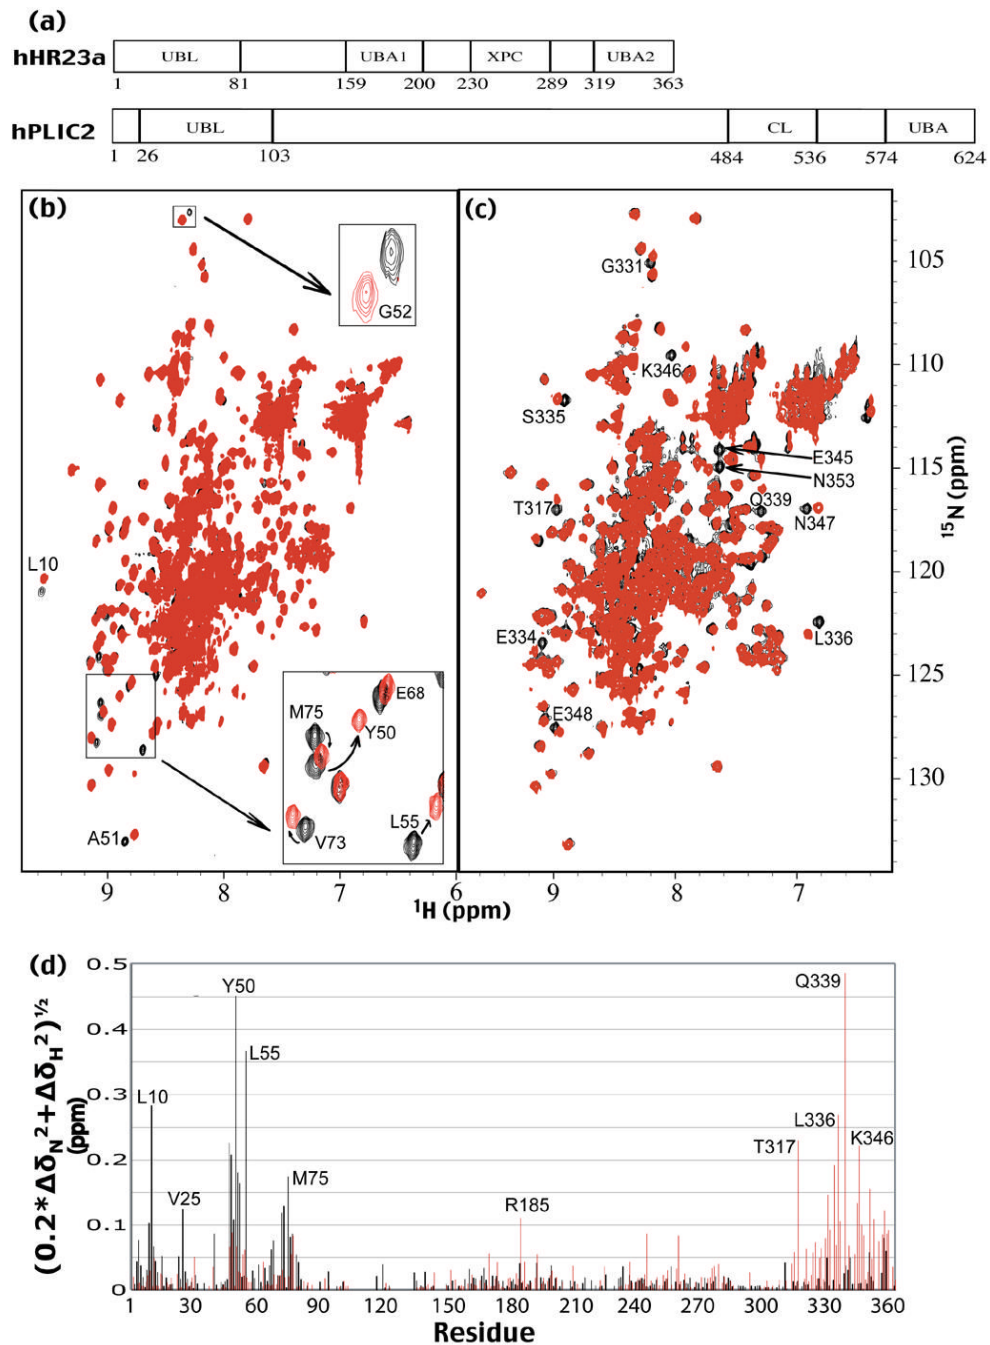 (a)
hHR23a
UBL UBA1 XPC UBA2
1 81 159 200 230 289 319 363
hPLIC2
UBL CL UBA
1 26 103 484 536 574 624
(b)
G52
L10
M75
E68
Y50
V73
L55
A51
9 8 7 6
(c)
G331
K346
S335
E345
N353
T317
Q339
N347
E334
L336
E348
105
110
115
120
125
130
15N (ppm)
9 8 7
1H (ppm)
(d)
(0.2*ΔδN2+ΔδH2)½
(ppm)
0.5
0.4
0.3
0.2
0.1
0
Y50
L55
L10
V25
M75
R185
T317
L336
Q339
K346
1 30 60 90 120 150 180 210 240 270 300 330 360
Residue